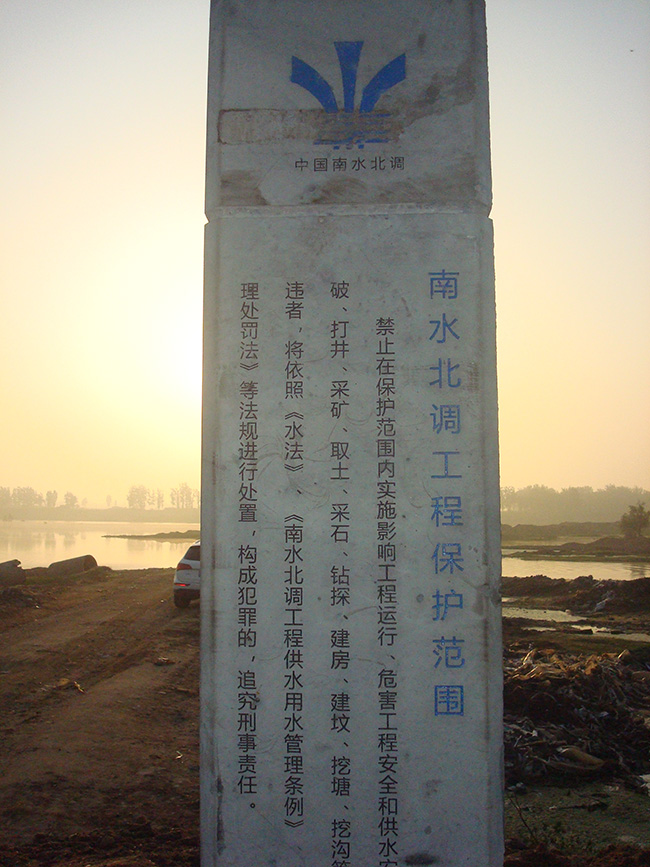 中国南水北调
南水北调工程保护范围
禁止在保护范围内实施影响工程运行、危害工程安全和供水安
破、打井、采矿、取土、采石、钻探、建房、建坟、挖塘、挖沟等
违者，将依照《水法》、《南水北调工程供水用水管理条例》
理处罚法》等法规进行处置，构成犯罪的，追究刑事责任。